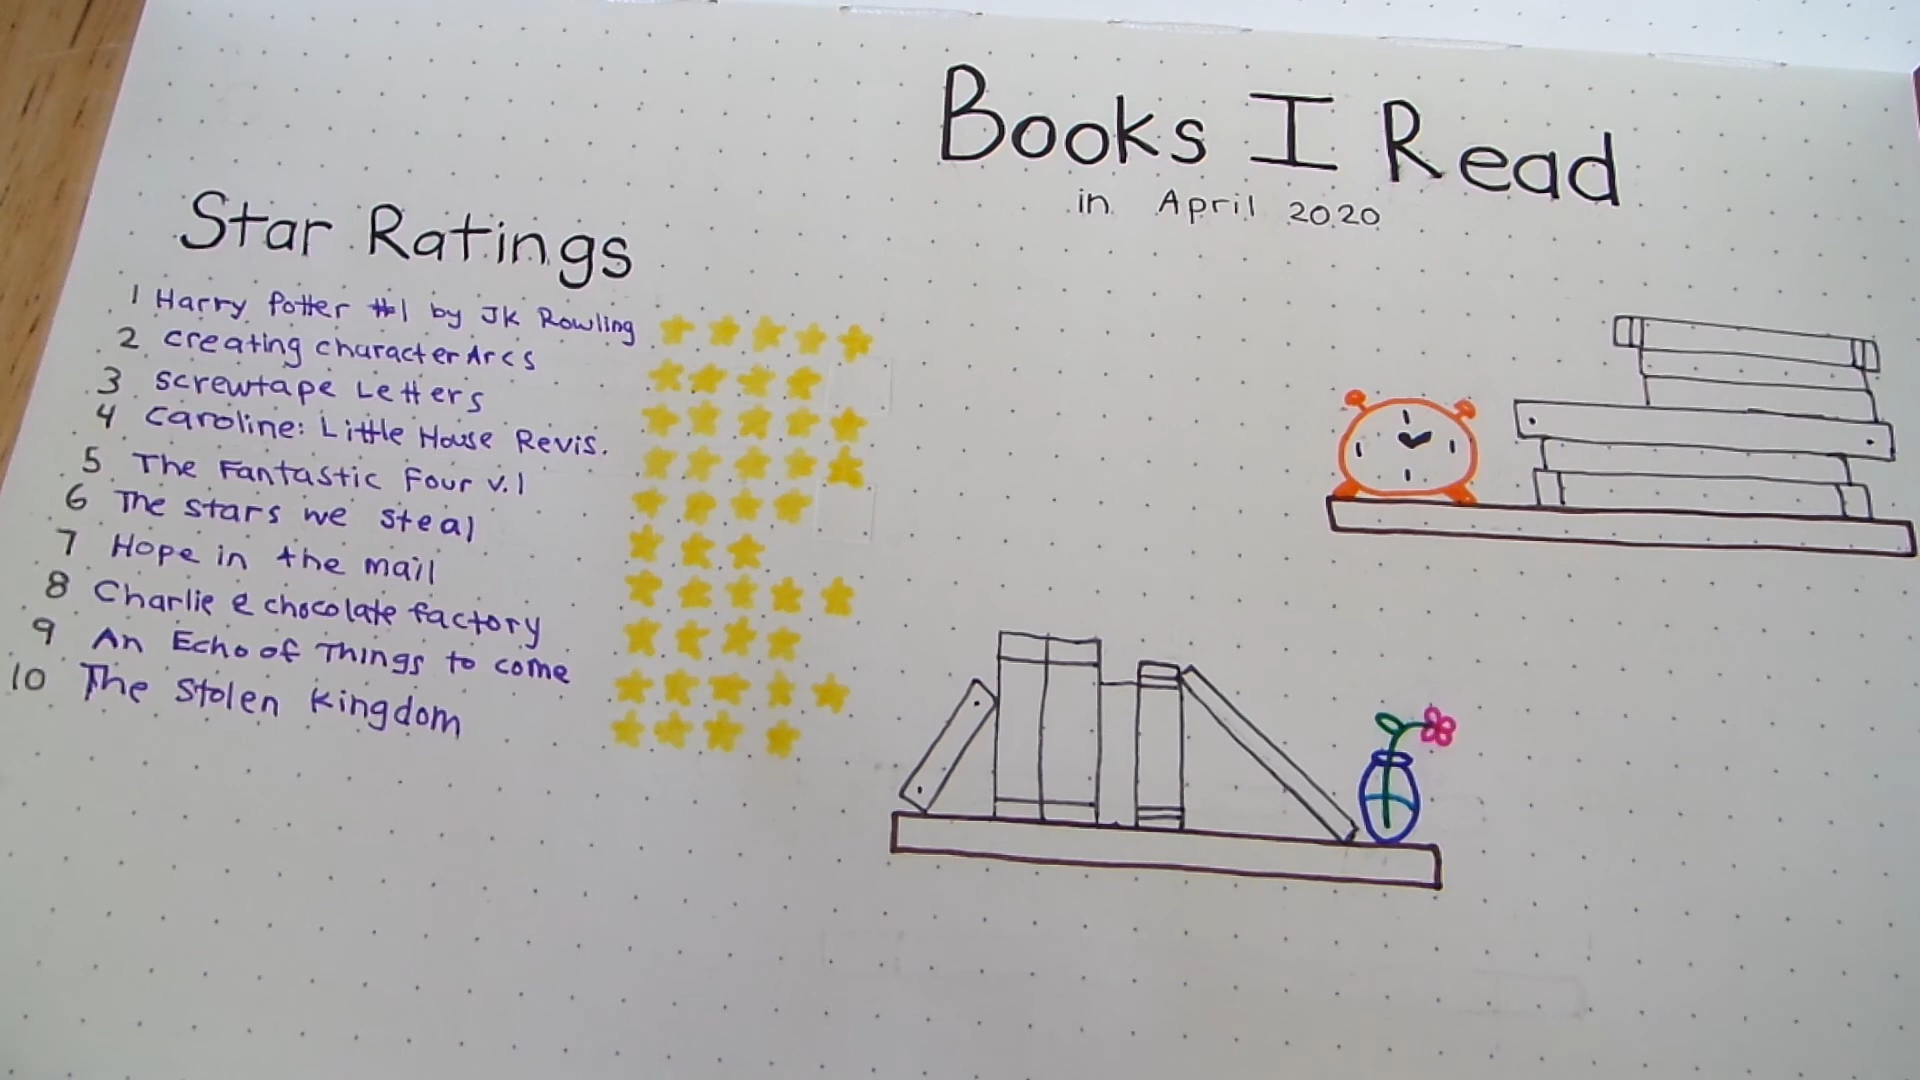 Books I Read
in April 2020
Star Ratings
1 Harry Potter #1 by JK Rowling
2 creating character Arcs
3 screwtape Letters
4 Caroline: Little House Revis.
5 The Fantastic Four v.1
6 The stars we steal
7 Hope in the mail
8 Charlie & chocolate factory
9 An Echo of Things to come
10 The Stolen Kingdom